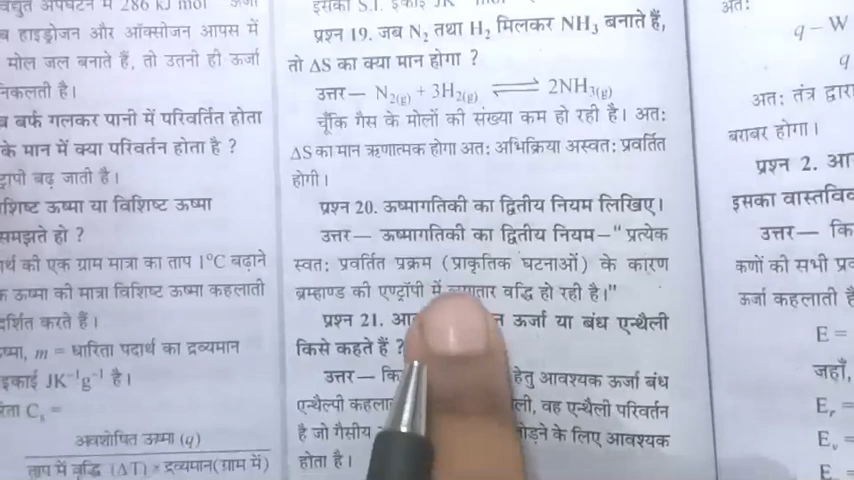 द्युत अपघटन में 286 kJ mol
ब हाइड्रोजन और ऑक्सीजन आपस में
मोल जल बनाते हैं, तो उतनी ही ऊर्जा
नकलती है।
ब बर्फ गलकर पानी में परिवर्तित होता
के मान में क्या परिवर्तन होता है ?
ट्रापी बढ़ जाती है।
शिष्ट ऊष्मा या विशिष्ट ऊष्मा
समझते हो ?
र्थ की एक ग्राम मात्रा का ताप 1°C बढ़ाने
क ऊष्मा की मात्रा विशिष्ट ऊष्मा कहलाती
दर्शित करते हैं।
ष्मा, m = धारिता पदार्थ का द्रव्यमान
इकाई JK⁻¹g⁻¹ है।
रिता Cₛ =
अवशोषित उष्मा (q)
ताप में वृद्धि (ΔT) × द्रव्यमान(ग्राम में)
इसकी S.I. इकाई JK⁻¹ mol⁻¹
प्रश्न 19. जब N₂ तथा H₂ मिलकर NH₃ बनाते हैं,
तो ΔS का क्या मान होगा ?
उत्तर— N₂(g) + 3H₂(g) ⇌ 2NH₃(g)
चूँकि गैस के मोलों की संख्या कम हो रही है। अत:
ΔS का मान ऋणात्मक होगा अत: अभिक्रिया अस्वत: प्रवर्तित
होगी।
प्रश्न 20. ऊष्मागतिकी का द्वितीय नियम लिखिए।
उत्तर— ऊष्मागतिकी का द्वितीय नियम—" प्रत्येक
स्वत: प्रवर्तित प्रक्रम (प्राकृतिक घटनाओं) के कारण
ब्रम्हाण्ड की एण्ट्रॉपी में लगातार वृद्धि हो रही है।"
प्रश्न 21. ऊर्जा या बंध एन्थैली
किसे कहते हैं ?
उत्तर— हेतु आवश्यक ऊर्जा बंध
एन्थैल्पी वह एन्थैली परिवर्तन
है जो गैसीय के लिए आवश्यक
होता है।
अत:
q – W
q
अत: तंत्र द्वारा
बराबर होगा।
प्रश्न 2. आ
इसका वास्तविक
उत्तर— कि
कणों की सभी प्र
ऊर्जा कहलाती है
E =
जहाँ,
Eᵣ =
Eᵥ =
E